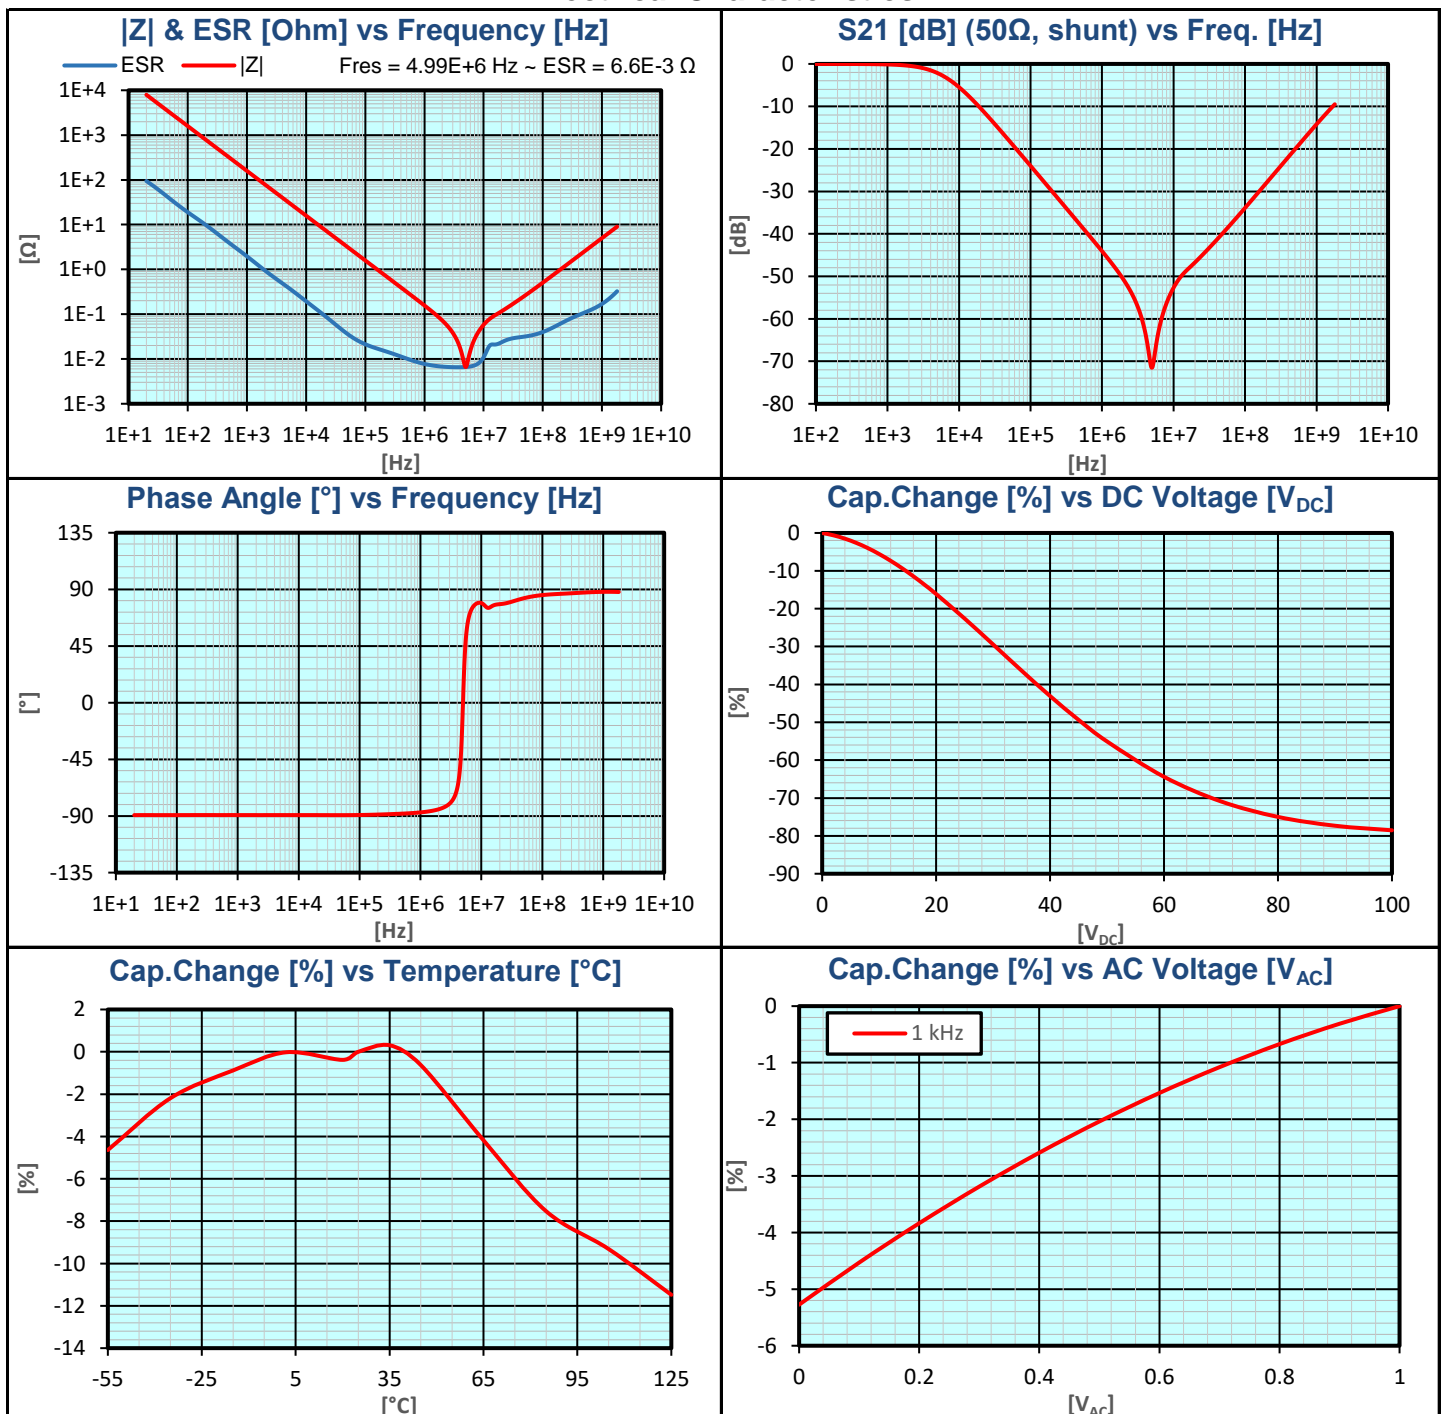 |Z| & ESR [Ohm] vs Frequency [Hz]
ESR |Z| Fres = 4.99E+6 Hz ~ ESR = 6.6E-3 Ω
1E+4
1E+3
1E+2
1E+1
1E+0
1E-1
1E-2
1E-3
[Ω]
1E+1 1E+2 1E+3 1E+4 1E+5 1E+6 1E+7 1E+8 1E+9 1E+10
[Hz]
S21 [dB] (50Ω, shunt) vs Freq. [Hz]
0
-10
-20
-30
-40
-50
-60
-70
-80
[dB]
1E+2 1E+3 1E+4 1E+5 1E+6 1E+7 1E+8 1E+9 1E+10
[Hz]
Phase Angle [°] vs Frequency [Hz]
135
90
45
0
-45
-90
-135
[°]
1E+1 1E+2 1E+3 1E+4 1E+5 1E+6 1E+7 1E+8 1E+9 1E+10
[Hz]
Cap.Change [%] vs DC Voltage [VDC]
0
-10
-20
-30
-40
-50
-60
-70
-80
-90
[%]
0 20 40 60 80 100
[VDC]
Cap.Change [%] vs Temperature [°C]
2
0
-2
-4
-6
-8
-10
-12
-14
[%]
-55 -25 5 35 65 95 125
[°C]
Cap.Change [%] vs AC Voltage [VAC]
1 kHz
0
-1
-2
-3
-4
-5
-6
[%]
0 0.2 0.4 0.6 0.8 1
[VAC]